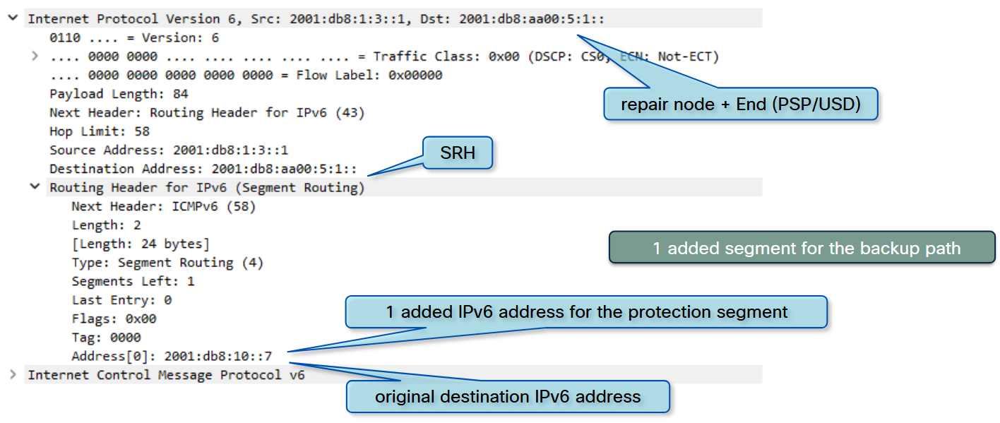 Internet Protocol Version 6, Src: 2001:db8:1:3::1, Dst: 2001:db8:aa00:5:1::
0110 .... = Version: 6
.... 0000 0000 .... .... .... .... .... = Traffic Class: 0x00 (DSCP: CS0, ECN: Not-ECT)
.... 0000 0000 0000 0000 0000 = Flow Label: 0x00000
Payload Length: 84
repair node + End (PSP/USD)
Next Header: Routing Header for IPv6 (43)
Hop Limit: 58
Source Address: 2001:db8:1:3::1
SRH
Destination Address: 2001:db8:aa00:5:1::
Routing Header for IPv6 (Segment Routing)
Next Header: ICMPv6 (58)
Length: 2
[Length: 24 bytes]
1 added segment for the backup path
Type: Segment Routing (4)
Segments Left: 1
Last Entry: 0
1 added IPv6 address for the protection segment
Flags: 0x00
Tag: 0000
Address[0]: 2001:db8:10::7
Internet Control Message Protocol v6
original destination IPv6 address